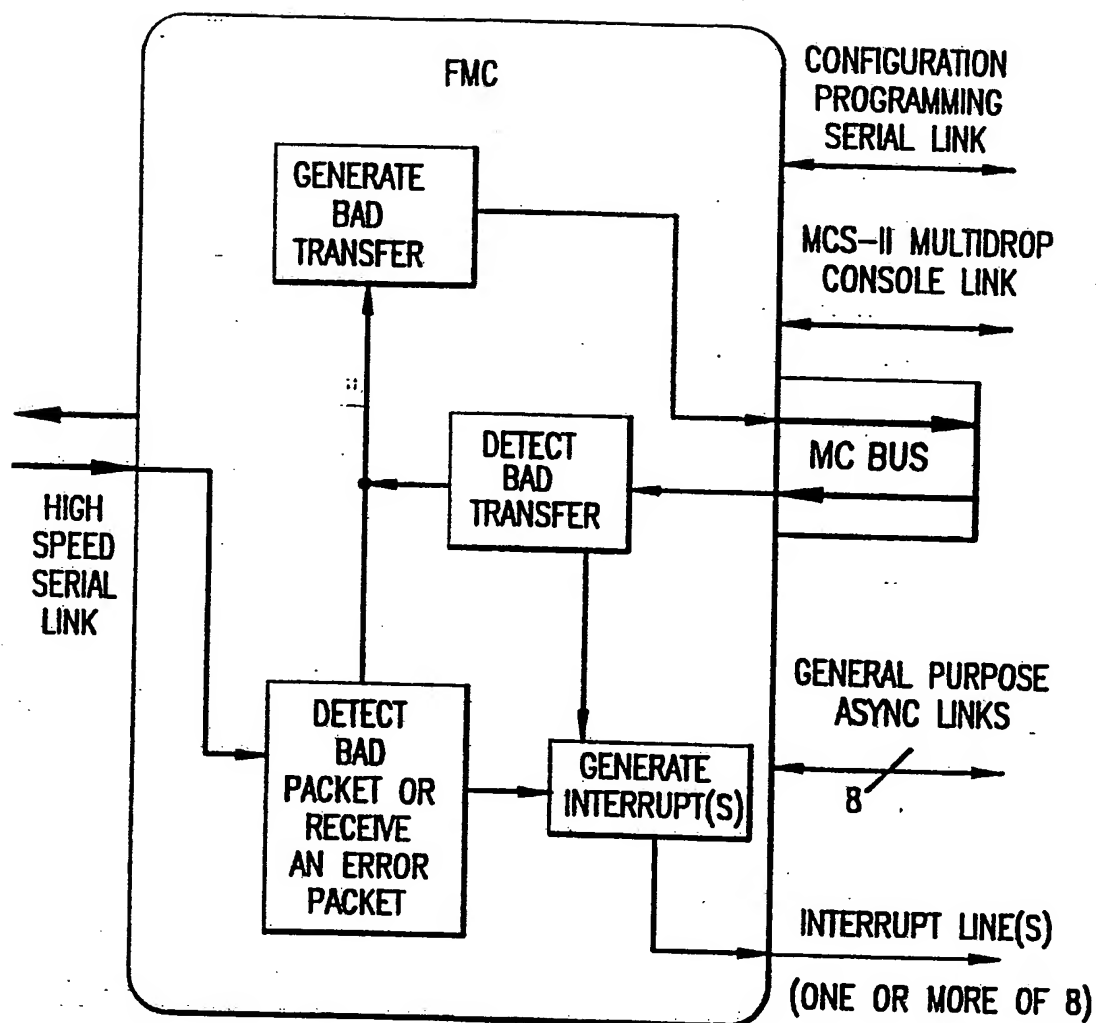 FMC
CONFIGURATION
PROGRAMMING
SERIAL LINK
GENERATE
BAD
TRANSFER
MCS-II MULTIDROP
CONSOLE LINK
DETECT
BAD
TRANSFER
MC BUS
HIGH
SPEED
SERIAL
LINK
DETECT
BAD
PACKET OR
RECEIVE
AN ERROR
PACKET
GENERATE
INTERRUPT(S)
GENERAL PURPOSE
ASYNC LINKS
8
INTERRUPT LINE(S)
(ONE OR MORE OF 8)